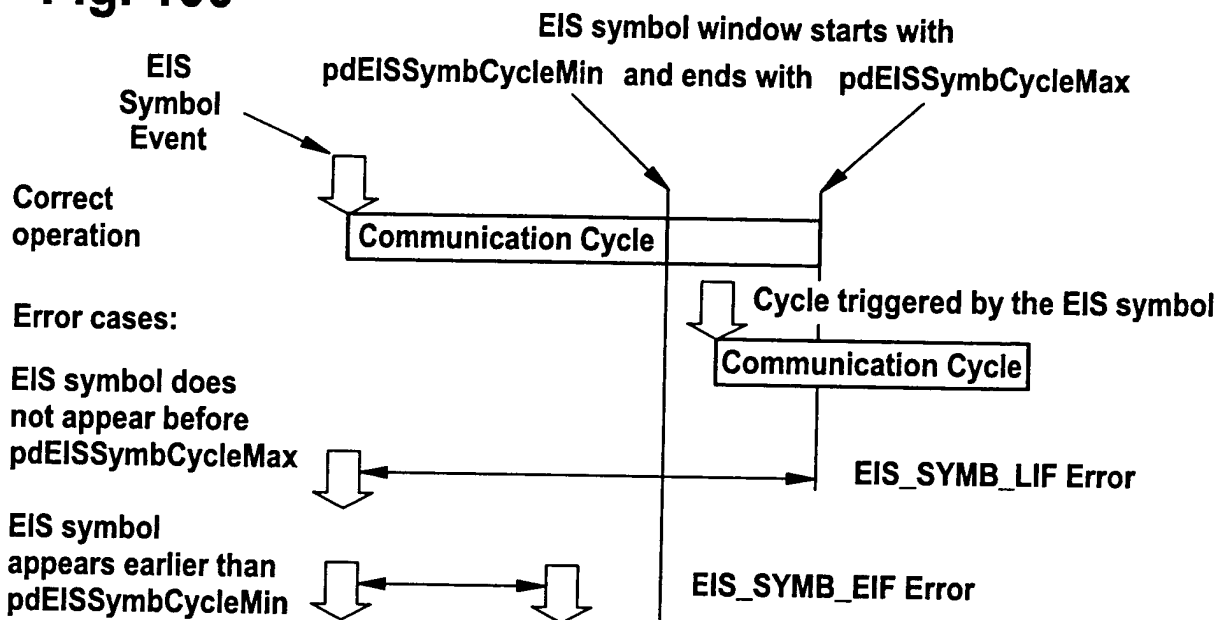 EIS symbol window starts with
pdEISSymbCycleMin and ends with pdEISSymbCycleMax
EIS
Symbol
Event
Correct
operation
Communication Cycle
Cycle triggered by the EIS symbol
Communication Cycle
Error cases:
EIS symbol does
not appear before
pdEISSymbCycleMax
EIS_SYMB_LIF Error
EIS symbol
appears earlier than
pdEISSymbCycleMin
EIS_SYMB_EIF Error